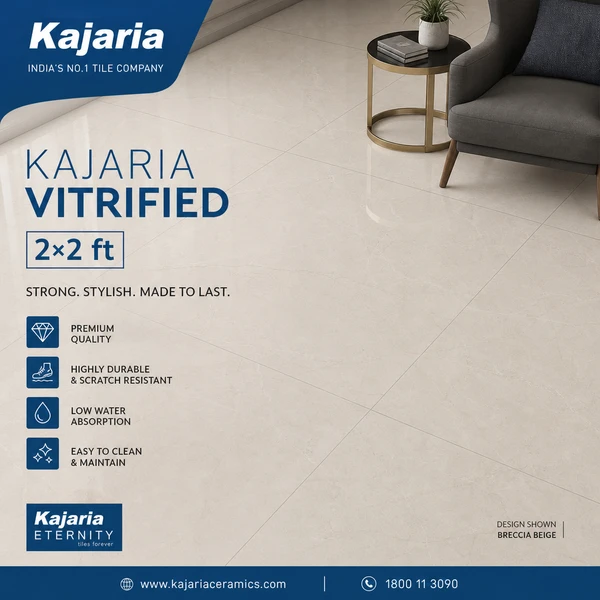 Kajaria
INDIA'S NO.1 TILE COMPANY
KAJARIA
VITRIFIED
2×2 ft
STRONG. STYLISH. MADE TO LAST.
PREMIUM
QUALITY
HIGHLY DURABLE
& SCRATCH RESISTANT
LOW WATER
ABSORPTION
EASY TO CLEAN
& MAINTAIN
Kajaria
ETERNITY
tiles forever
DESIGN SHOWN
BRECCIA BEIGE
www.kajariaceramics.com
1800 11 3090